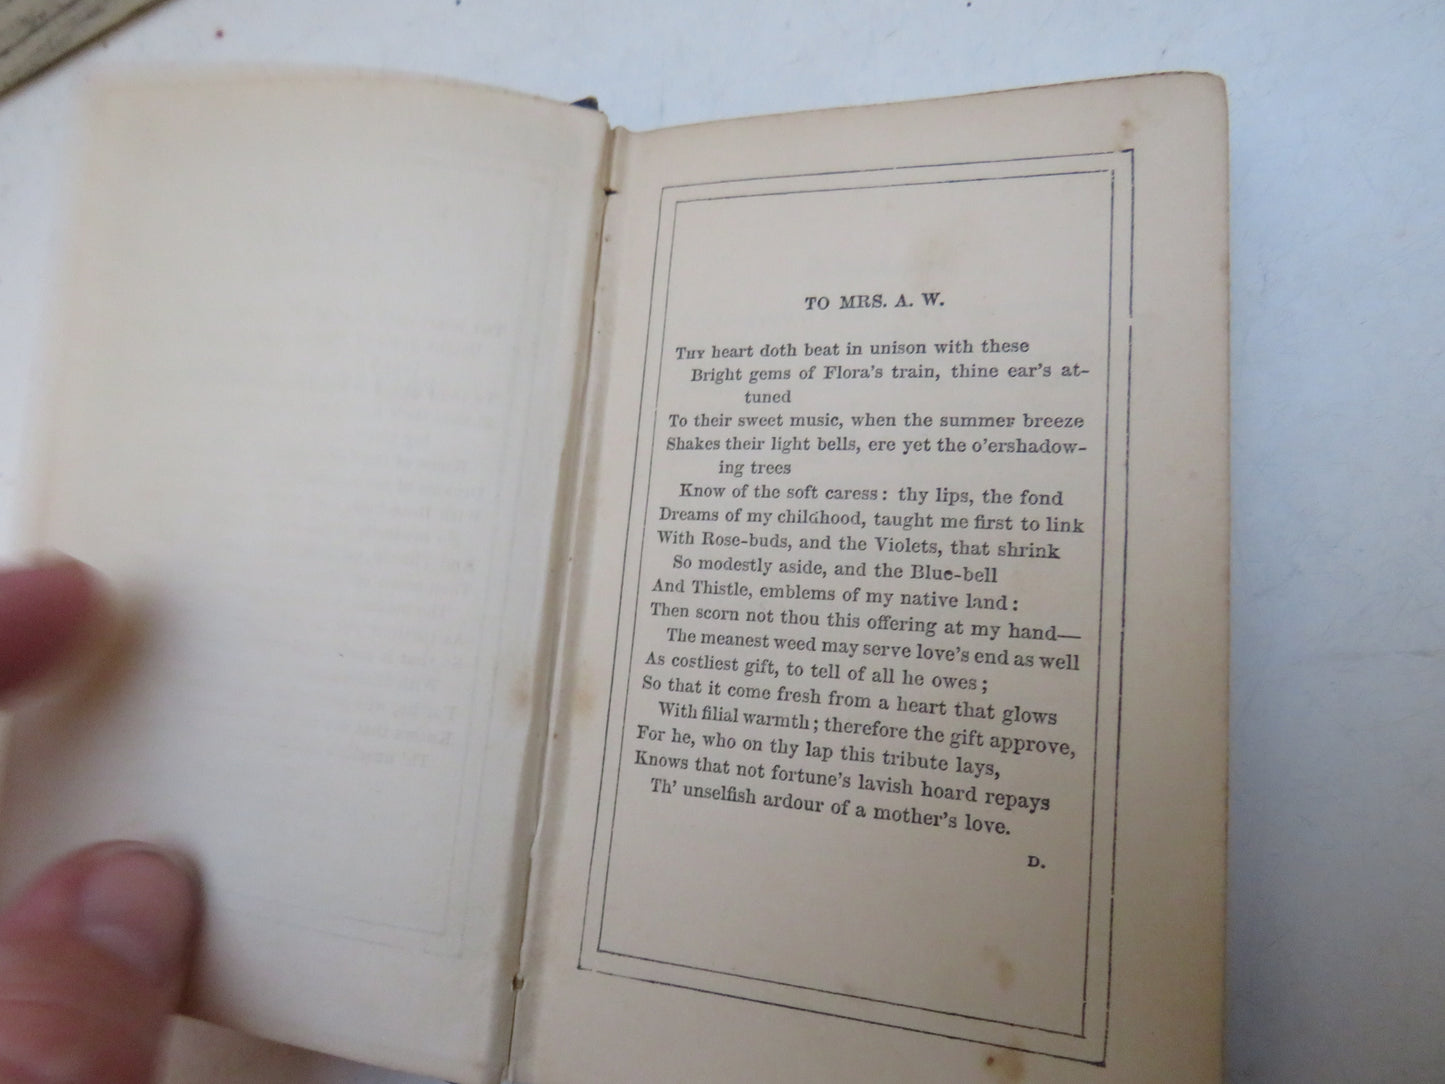 TO MRS. A. W.
THY heart doth beat in unison with these
Bright gems of Flora's train, thine ear's at-
tuned
To their sweet music, when the summer breeze
Shakes their light bells, ere yet the o'ershadow-
ing trees
Know of the soft caress: thy lips, the fond
Dreams of my childhood, taught me first to link
With Rose-buds, and the Violets, that shrink
So modestly aside, and the Blue-bell
And Thistle, emblems of my native land:
Then scorn not thou this offering at my hand—
The meanest weed may serve love's end as well
As costliest gift, to tell of all he owes;
So that it come fresh from a heart that glows
With filial warmth; therefore the gift approve,
For he, who on thy lap this tribute lays,
Knows that not fortune's lavish hoard repays
Th' unselfish ardour of a mother's love.
D.